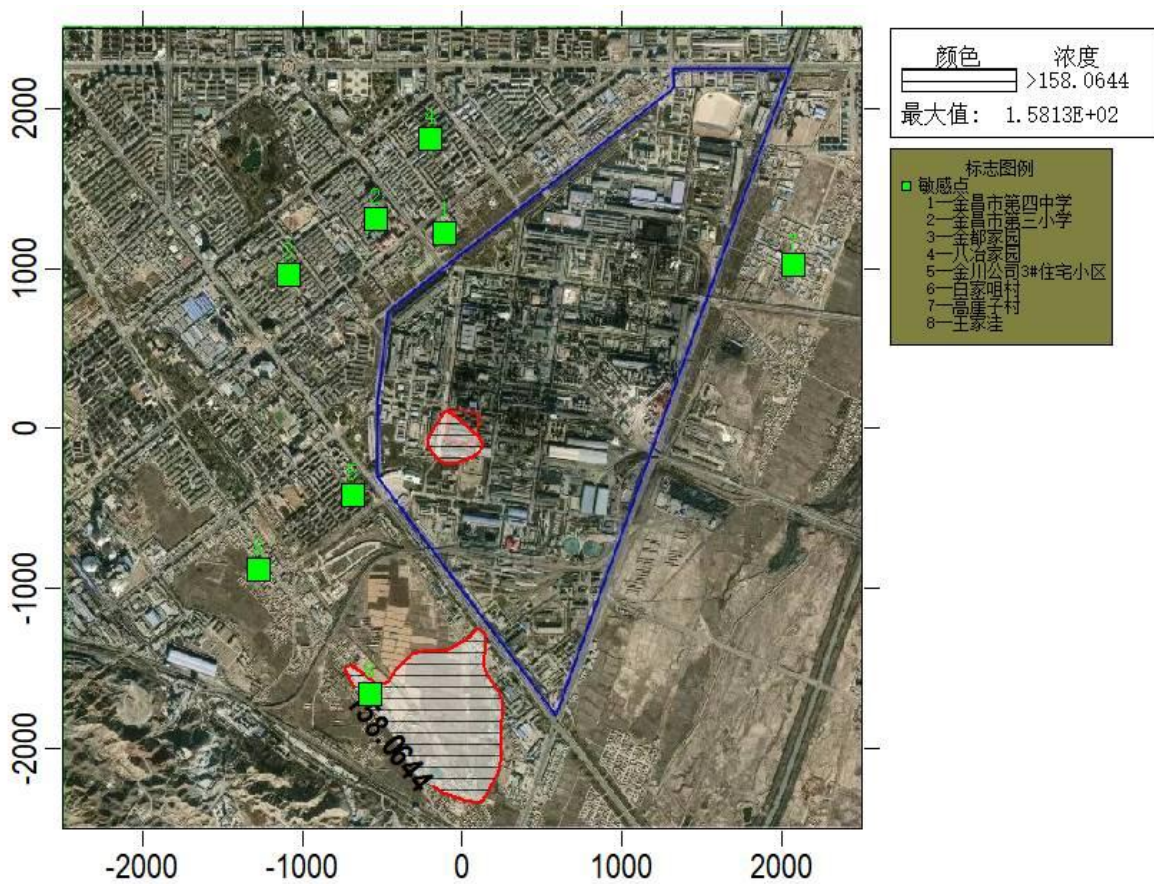 颜色 浓度
>158.0644
最大值: 1.5813E+02
标志图例
敏感点
1—金昌市第四中学
2—金昌市第三小学
3—金都家园
4—八冶家园
5—金川公司3#住宅小区
6—白家咀村
7—高崖子村
8—王家洼
2000
1000
0
-1000
-2000
4
1
158.0644
-2000
-1000
0
1000
2000